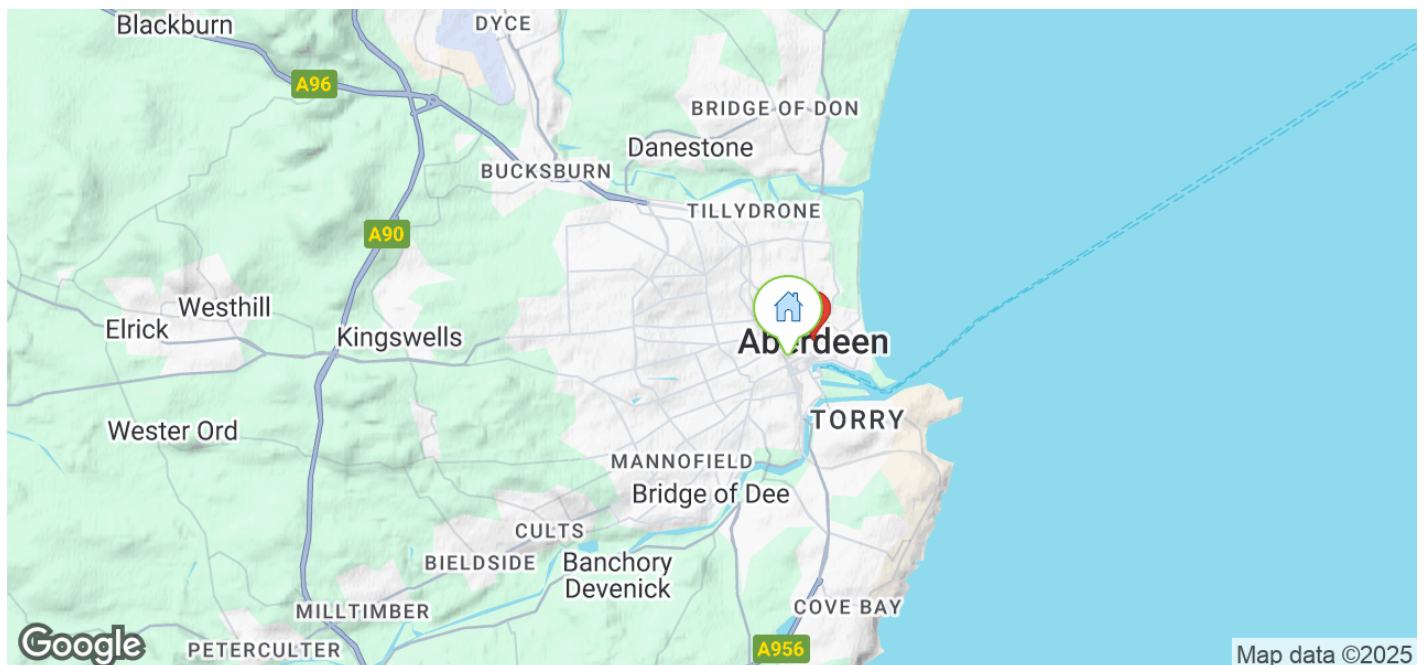 Blackburn
DYCE
A96
BRIDGE OF DON
Danestone
BUCKSBURN
TILLYDRONE
A90
Westhill
Elrick
Kingswells
Aberdeen
TORRY
Wester Ord
MANNOFIELD
Bridge of Dee
CULTS
BIELDSIDE
Banchory
Devenick
MILLTIMBER
COVE BAY
PETERCULTER
A956
Google
Map data ©2025